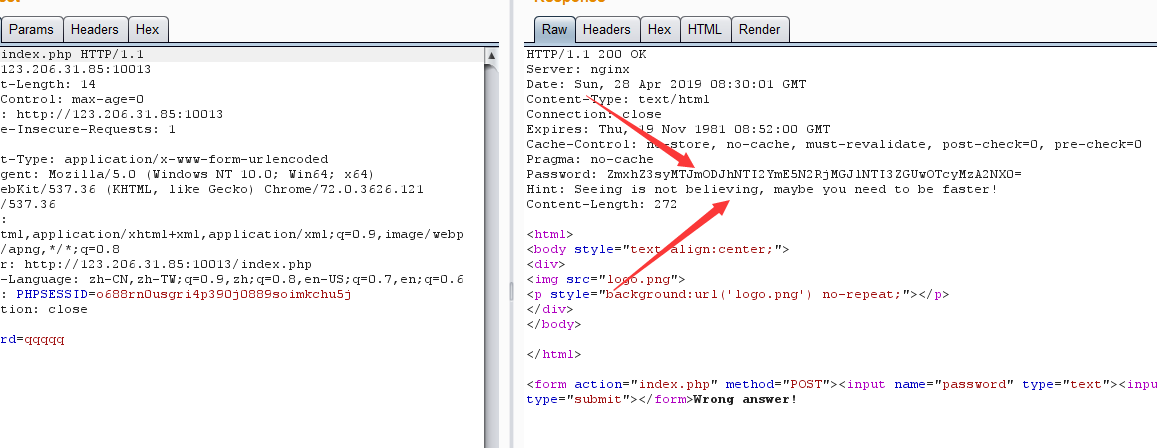 Response
Params Headers Hex
index.php HTTP/1.1
123.206.31.85:10013
t-Length: 14
Control: max-age=0
: http://123.206.31.85:10013
e-Insecure-Requests: 1
t-Type: application/x-www-form-urlencoded
gent: Mozilla/5.0 (Windows NT 10.0; Win64; x64)
ebKit/537.36 (KHTML, like Gecko) Chrome/72.0.3626.121
/537.36
:
tml,application/xhtml+xml,application/xml;q=0.9,image/webp
/apng,*/*;q=0.8
r: http://123.206.31.85:10013/index.php
-Language: zh-CN,zh-TW;q=0.9,zh;q=0.8,en-US;q=0.7,en;q=0.6
: PHPSESSID=o688rn0usgri4p390j0889soimkchu5j
tion: close
rd=qqqqq
Raw Headers Hex HTML Render
HTTP/1.1 200 OK
Server: nginx
Date: Sun, 28 Apr 2019 08:30:01 GMT
Content-Type: text/html
Connection: close
Expires: Thu, 19 Nov 1981 08:52:00 GMT
Cache-Control: no-store, no-cache, must-revalidate, post-check=0, pre-check=0
Pragma: no-cache
Password: ZmxhZ3syMTJmODJhNTI2YmE5N2RjMGJlNTI3ZGUwOTcyMzA2NX0=
Hint: Seeing is not believing, maybe you need to be faster!
Content-Length: 272
<html>
<body style="text-align:center;">
<div>
<img src="logo.png">
<p style="background:url('logo.png') no-repeat;"></p>
</div>
</body>
</html>
<form action="index.php" method="POST"><input name="password" type="text"><inpu
type="submit"></form>Wrong answer!